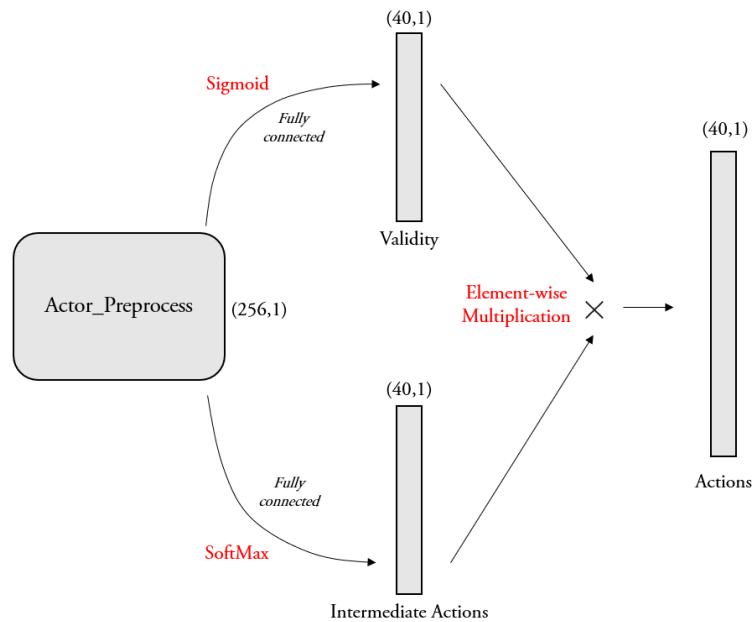 (40,1)
Sigmoid
Fully
connected
Validity
(40,1)
Actor_Preprocess
(256,1)
Element-wise
Multiplication
(40,1)
Fully
connected
SoftMax
Intermediate Actions
Actions